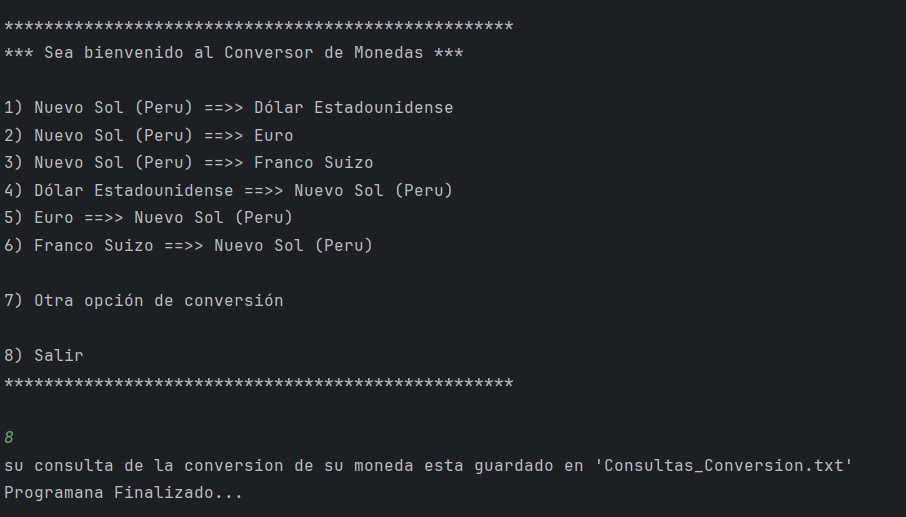 ***************************************************
*** Sea bienvenido al Conversor de Monedas ***
1) Nuevo Sol (Peru) ==>> Dólar Estadounidense
2) Nuevo Sol (Peru) ==>> Euro
3) Nuevo Sol (Peru) ==>> Franco Suizo
4) Dólar Estadounidense ==>> Nuevo Sol (Peru)
5) Euro ==>> Nuevo Sol (Peru)
6) Franco Suizo ==>> Nuevo Sol (Peru)
7) Otra opción de conversión
8) Salir
***************************************************
8
su consulta de la conversion de su moneda esta guardado en 'Consultas_Conversion.txt'
Programana Finalizado...